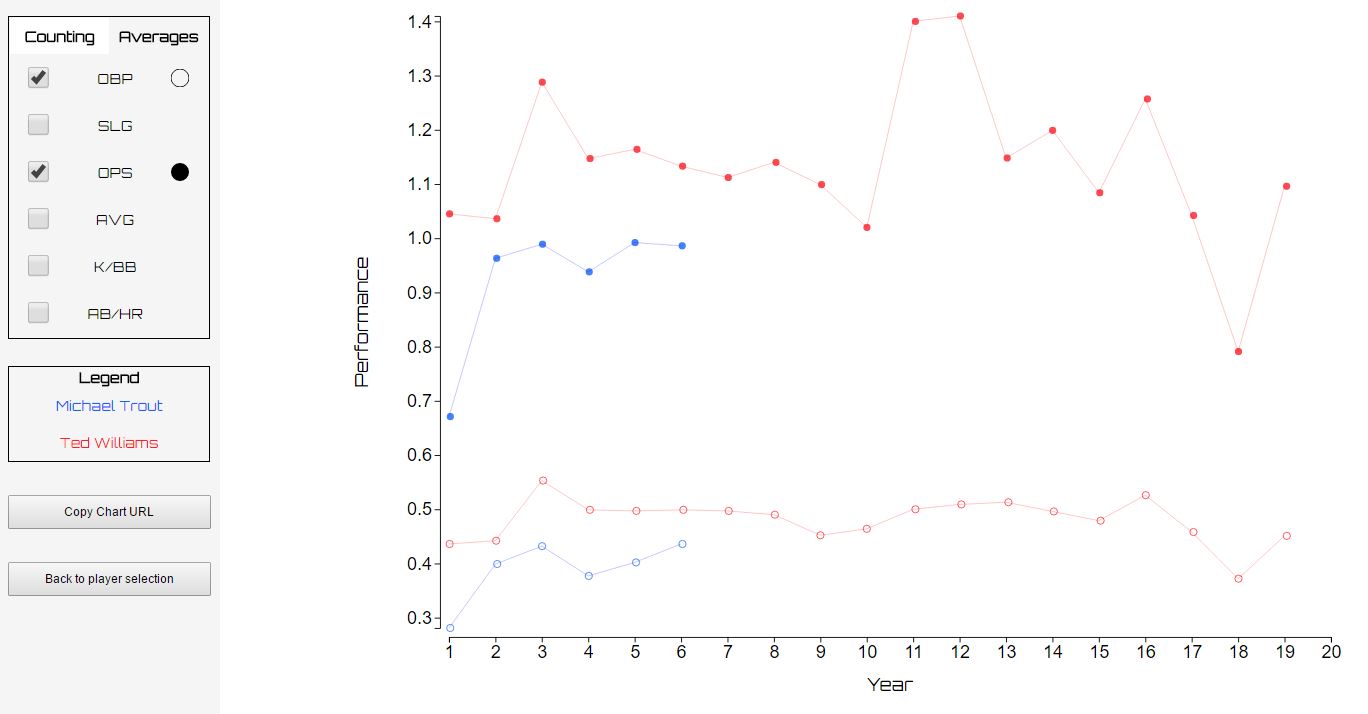 Counting Averages
OBP
SLG
OPS
AVG
K/BB
AB/HR
Legend
Michael Trout
Ted Williams
Copy Chart URL
Back to player selection
Performance
1.4
1.3
1.2
1.1
1.0
0.9
0.8
0.7
0.6
0.5
0.4
0.3
1 2 3 4 5 6 7 8 9 10 11 12 13 14 15 16 17 18 19 20
Year